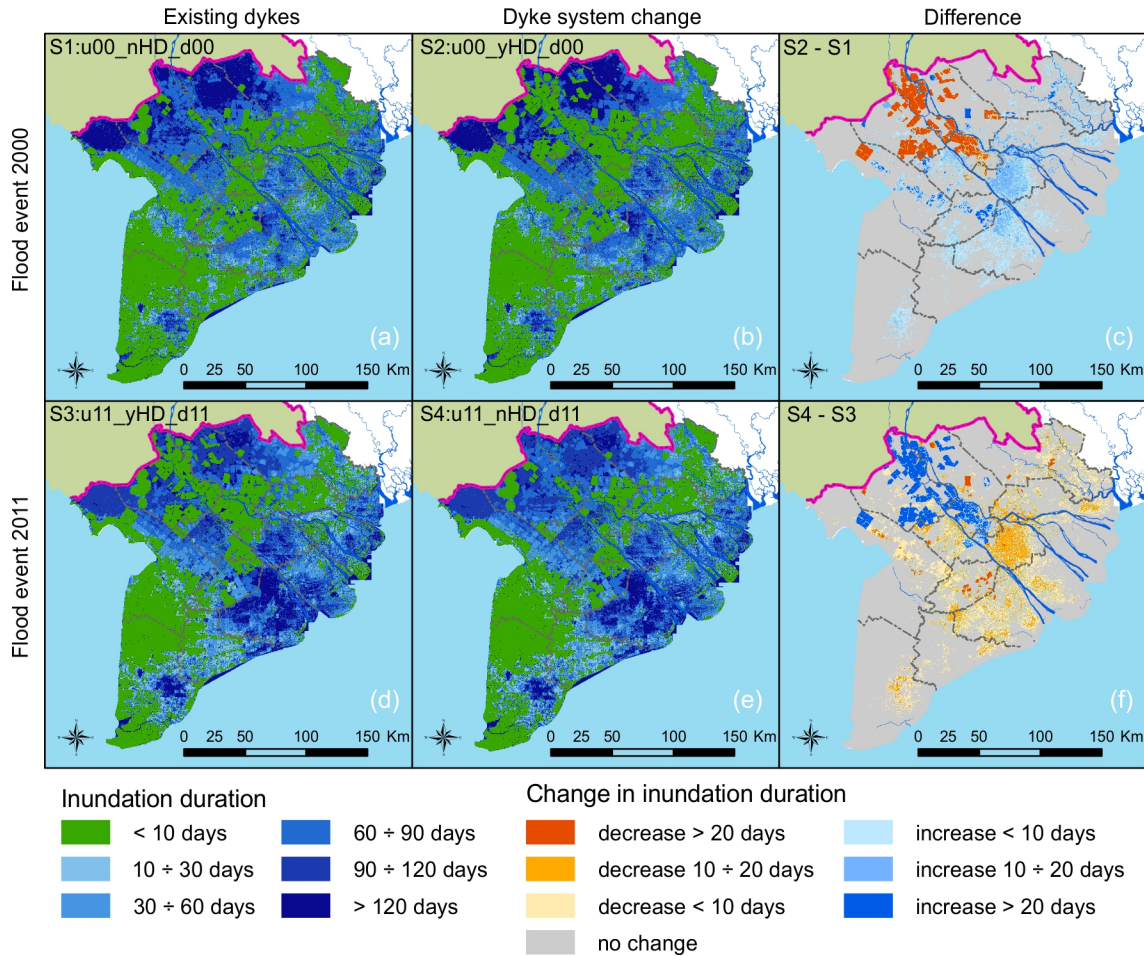 Existing dykes
Dyke system change
Difference
Flood event 2000
S1:u00_nHD_d00
(a)
0 25 50 100 150 Km
S2:u00_yHD_d00
(b)
0 25 50 100 150 Km
S2 - S1
(c)
0 25 50 100 150 Km
Flood event 2011
S3:u11_yHD_d11
(d)
0 25 50 100 150 Km
S4:u11_nHD_d11
(e)
0 25 50 100 150 Km
S4 - S3
(f)
0 25 50 100 150 Km
Inundation duration
< 10 days
10 ÷ 30 days
30 ÷ 60 days
60 ÷ 90 days
90 ÷ 120 days
> 120 days
Change in inundation duration
decrease > 20 days
decrease 10 ÷ 20 days
decrease < 10 days
no change
increase < 10 days
increase 10 ÷ 20 days
increase > 20 days